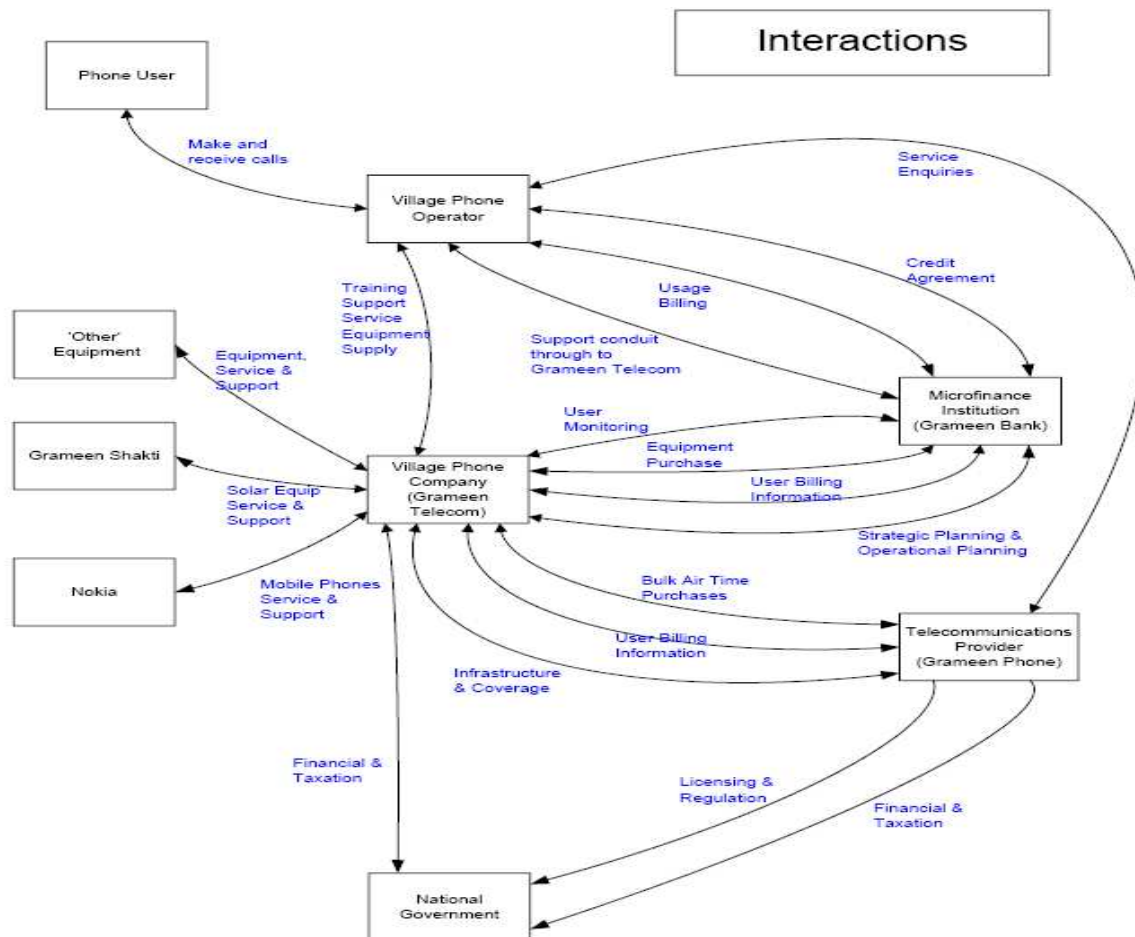 Interactions
Phone User
Make and
receive calls
Service
Enquiries
Village Phone
Operator
Credit
Agreement
Training
Support
Service
Equipment
Supply
Usage
Billing
Support conduit
through to
Grameen Telecom
'Other'
Equipment
Equipment,
Service &
Support
Microfinance
Institution
(Grameen Bank)
User
Monitoring
Equipment
Purchase
Grameen Shakti
Village Phone
Company
(Grameen
Telecom)
User Billing
Information
Solar Equip
Service &
Support
Strategic Planning &
Operational Planning
Nokia
Mobile Phones
Service &
Support
Bulk Air Time
Purchases
Telecommunications
Provider
(Grameen Phone)
User Billing
Information
Infrastructure
& Coverage
Financial &
Taxation
Licensing &
Regulation
Financial &
Taxation
National
Government